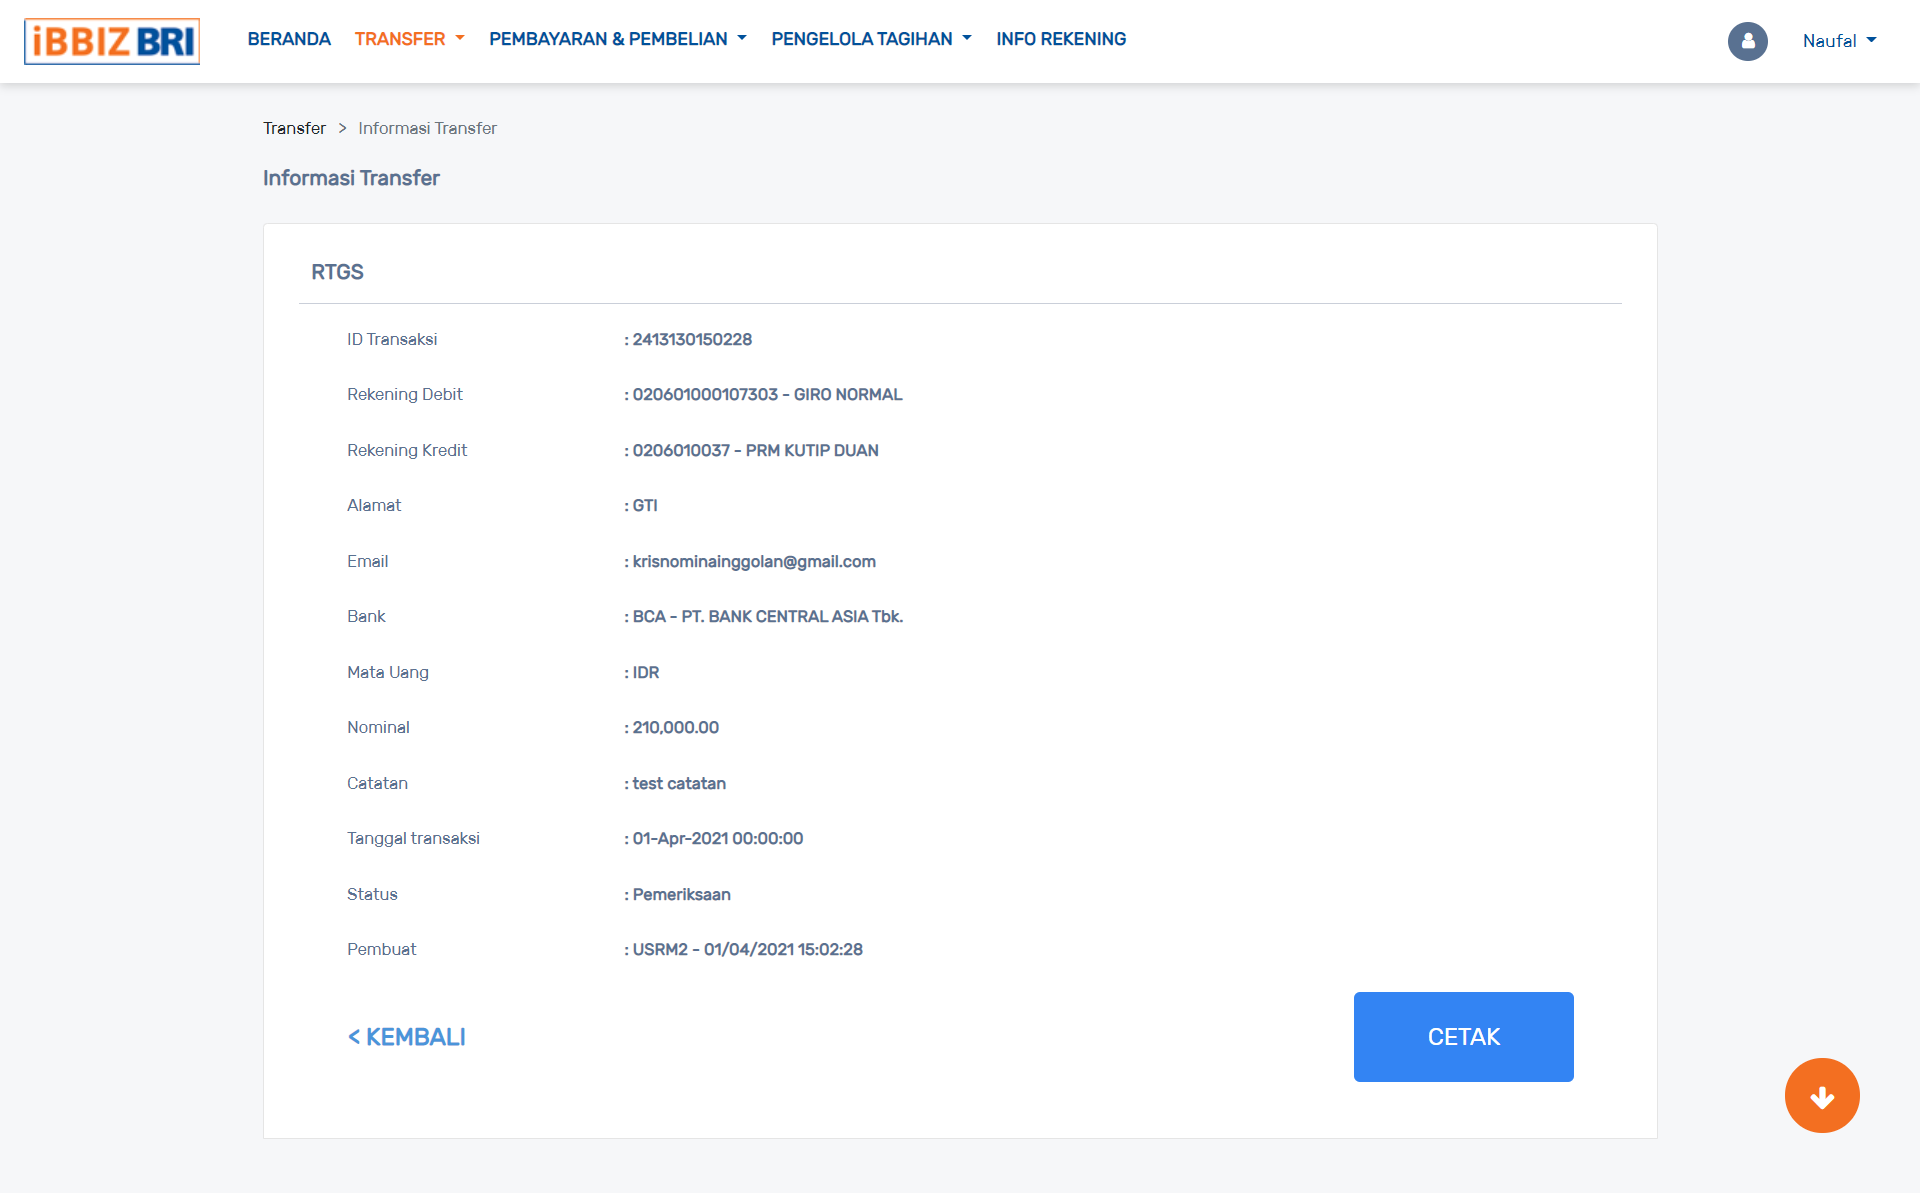 iBBIZ BRI
BERANDA TRANSFER PEMBAYARAN & PEMBELIAN PENGELOLA TAGIHAN INFO REKENING
Naufal
Transfer > Informasi Transfer
Informasi Transfer
RTGS
ID Transaksi : 2413130150228
Rekening Debit : 020601000107303 - GIRO NORMAL
Rekening Kredit : 0206010037 - PRM KUTIP DUAN
Alamat : GTI
Email : krisnominainggolan@gmail.com
Bank : BCA - PT. BANK CENTRAL ASIA Tbk.
Mata Uang : IDR
Nominal : 210,000.00
Catatan : test catatan
Tanggal transaksi : 01-Apr-2021 00:00:00
Status : Pemeriksaan
Pembuat : USRM2 - 01/04/2021 15:02:28
< KEMBALI
CETAK